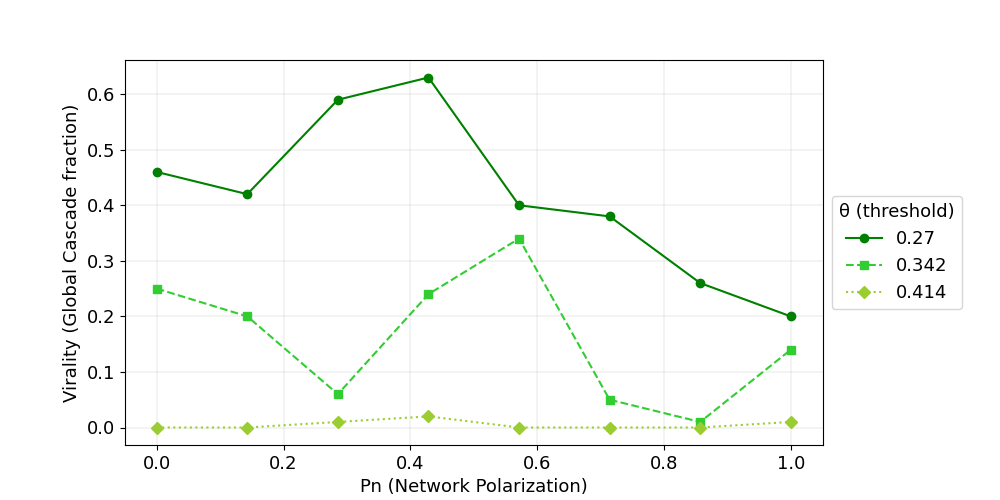 Virality (Global Cascade fraction)
0.6
0.5
0.4
0.3
0.2
0.1
0.0
0.0 0.2 0.4 0.6 0.8 1.0
Pn (Network Polarization)
θ (threshold)
0.27
0.342
0.414